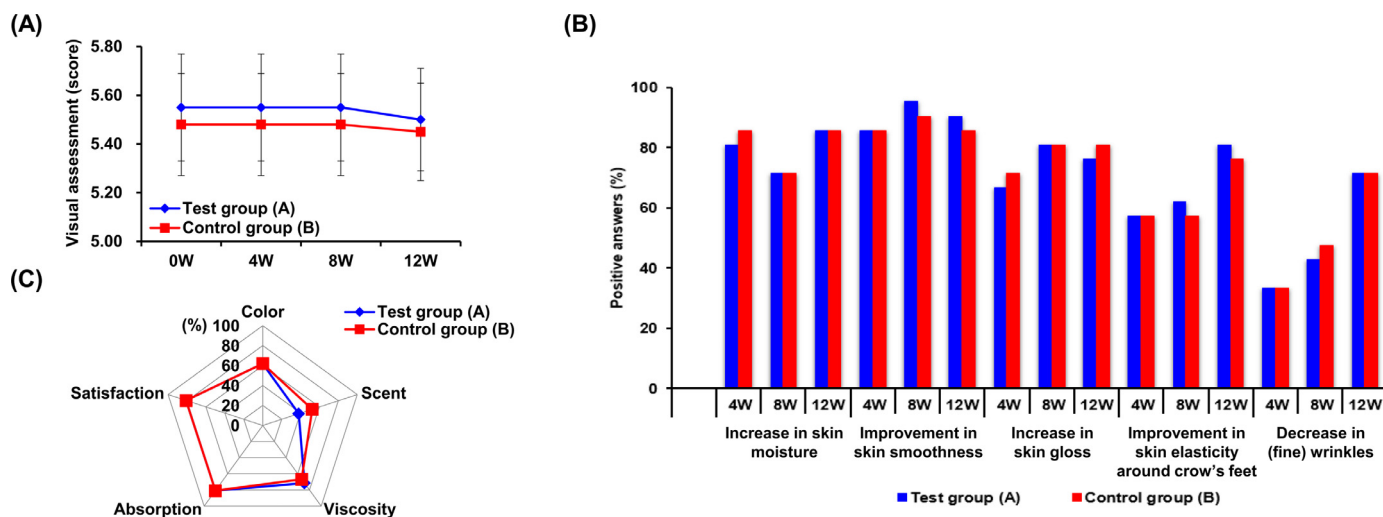 (A)
5.80
5.60
5.40
5.20
5.00
Visual assessment (score)
Test group (A)
Control group (B)
0W 4W 8W 12W
(B)
100
80
60
40
20
0
Positive answers (%)
4W 8W 12W 4W 8W 12W 4W 8W 12W 4W 8W 12W 4W 8W 12W
Increase in skin
moisture
Improvement in
skin smoothness
Increase in
skin gloss
Improvement in
skin elasticity
around crow's feet
Decrease in
(fine) wrinkles
Test group (A) Control group (B)
(C)
Color
(%) 100
80
60
40
20
0
Test group (A)
Control group (B)
Satisfaction
Scent
Absorption
Viscosity